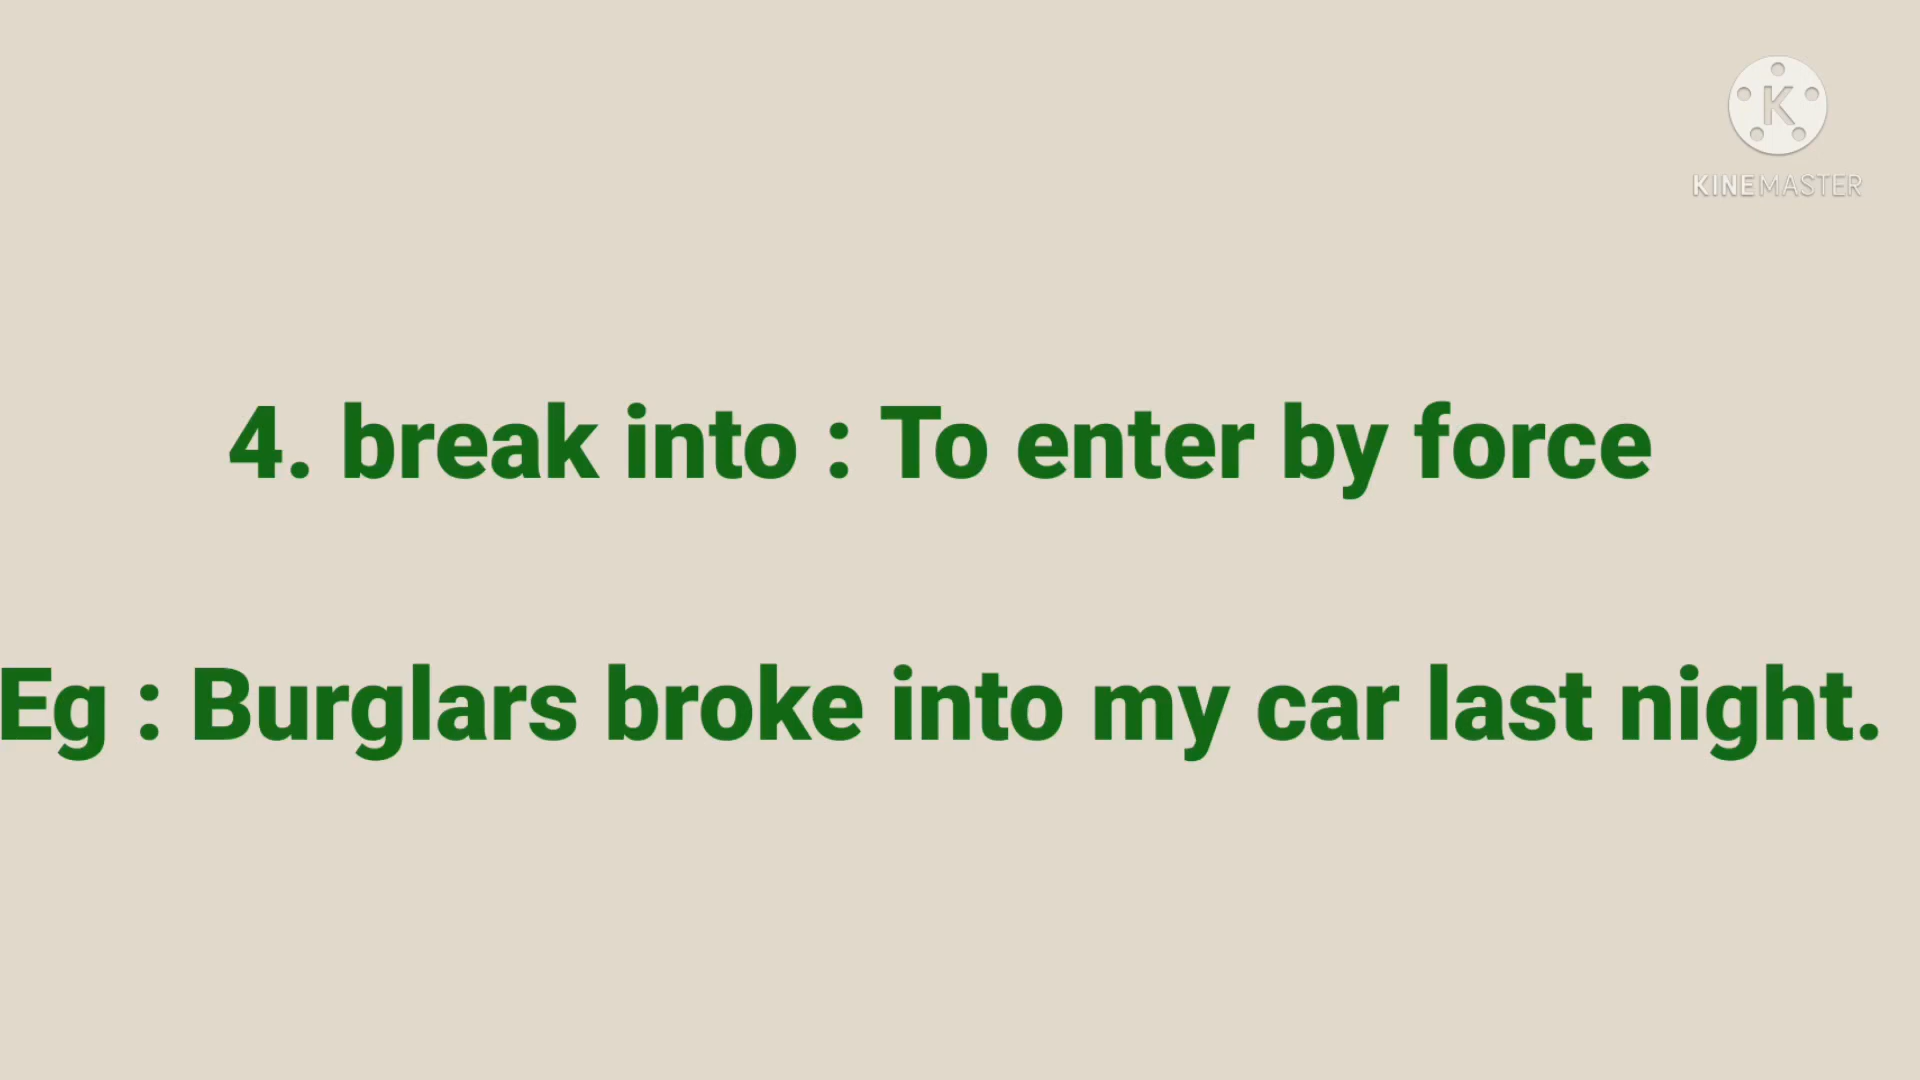 K
KINEMASTER
4. break into : To enter by force
Eg : Burglars broke into my car last night.